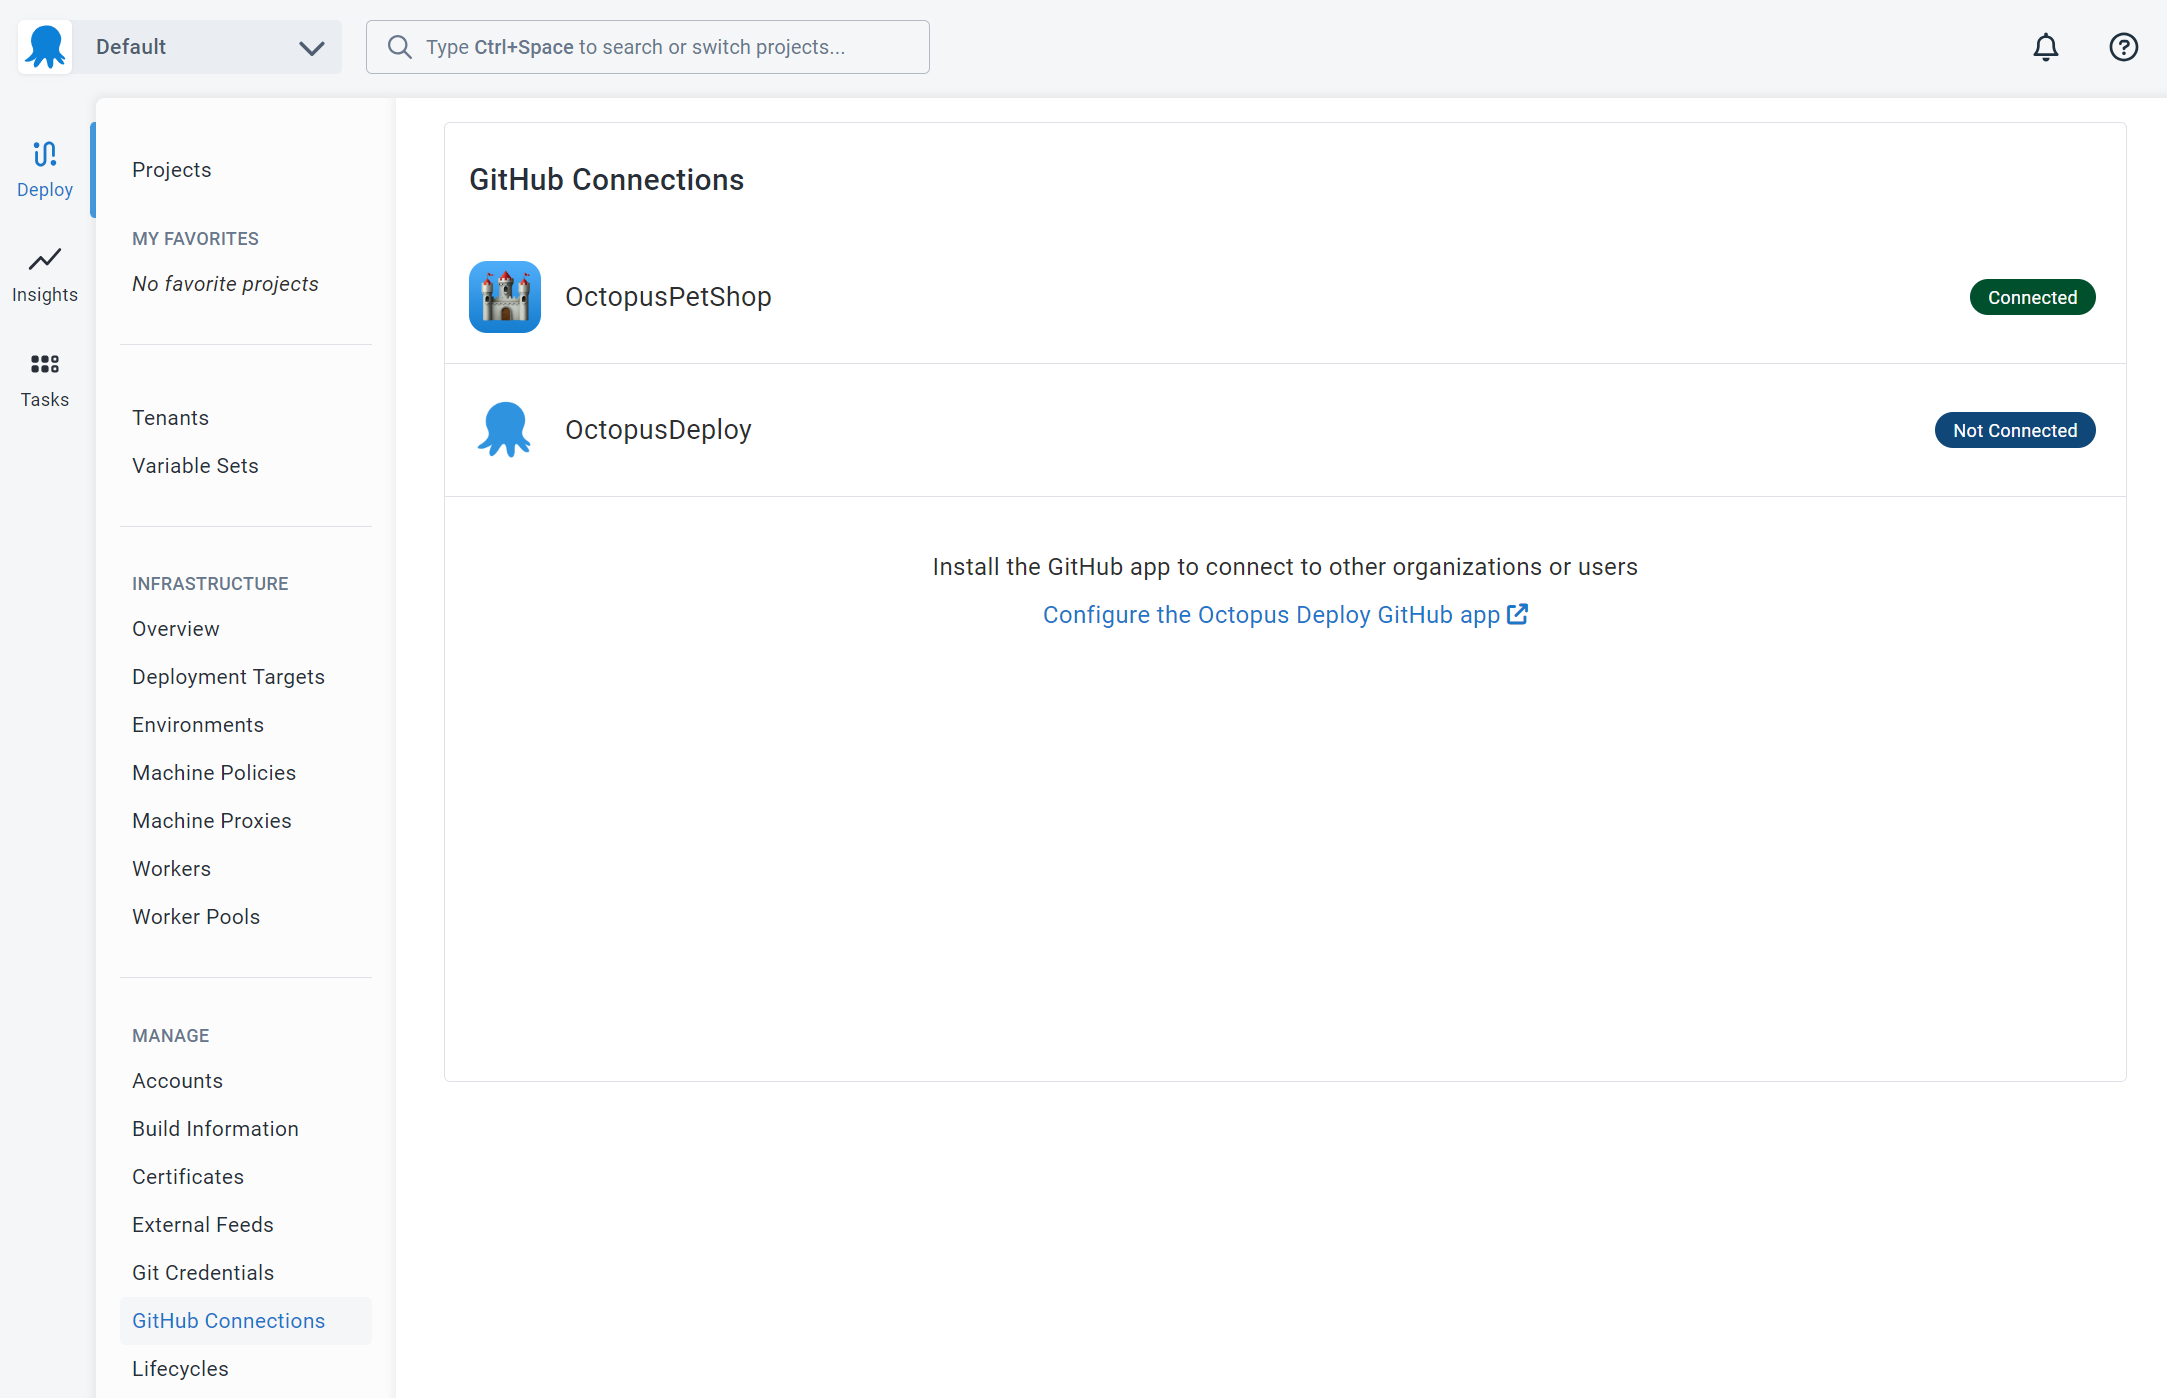 Default
Type Ctrl+Space to search or switch projects...
Deploy
Insights
Tasks
Projects
MY FAVORITES
No favorite projects
Tenants
Variable Sets
INFRASTRUCTURE
Overview
Deployment Targets
Environments
Machine Policies
Machine Proxies
Workers
Worker Pools
MANAGE
Accounts
Build Information
Certificates
External Feeds
Git Credentials
GitHub Connections
Lifecycles
GitHub Connections
OctopusPetShop
Connected
OctopusDeploy
Not Connected
Install the GitHub app to connect to other organizations or users
Configure the Octopus Deploy GitHub app